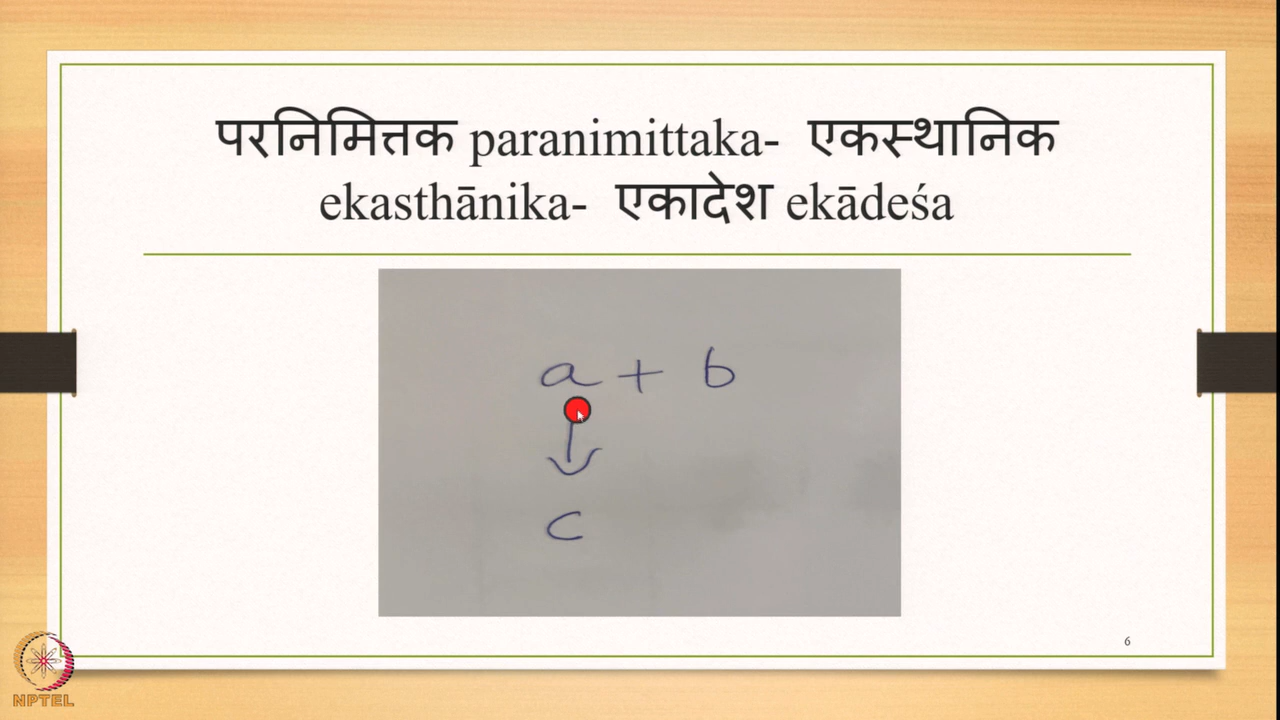 परनिमित्तक paranimittaka- एकस्थानिक
ekasthānika- एकादेश ekādeśa
a + b
c
6
NPTEL